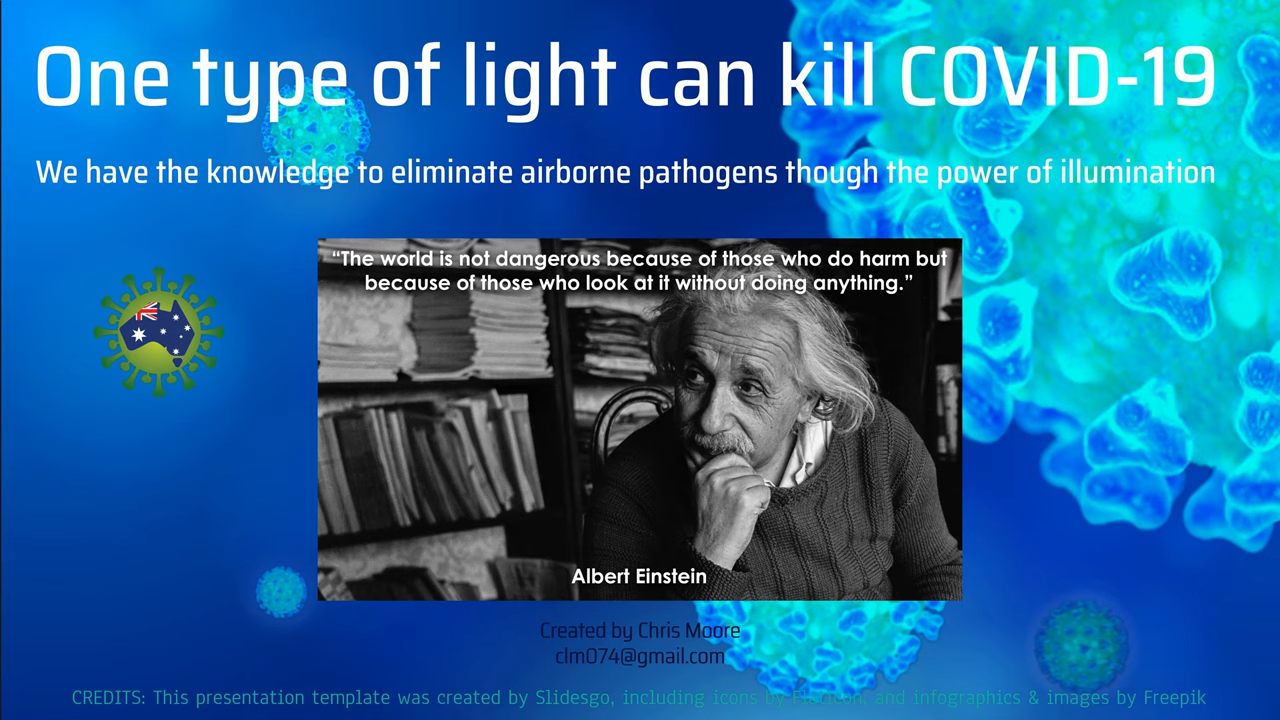 One type of light can kill COVID-19
We have the knowledge to eliminate airborne pathogens though the power of illumination
“The world is not dangerous because of those who do harm but
because of those who look at it without doing anything.”
Albert Einstein
Created by Chris Moore
clm074@gmail.com
CREDITS: This presentation template was created by Slidesgo, including icons by Flaticon, and infographics & images by Freepik